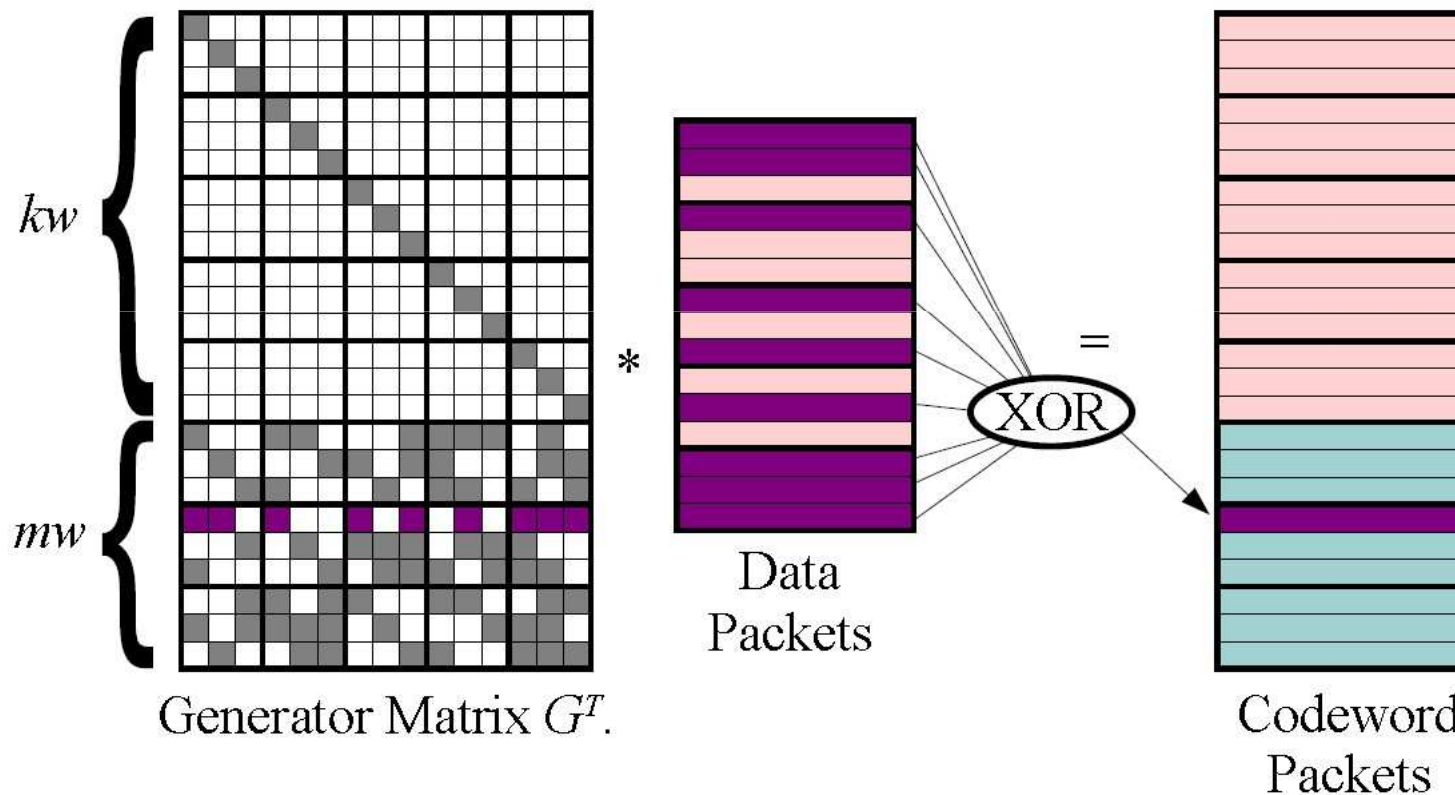 kw
mw
*
=
XOR
Data
Packets
Generator Matrix G^T.
Codeword
Packets